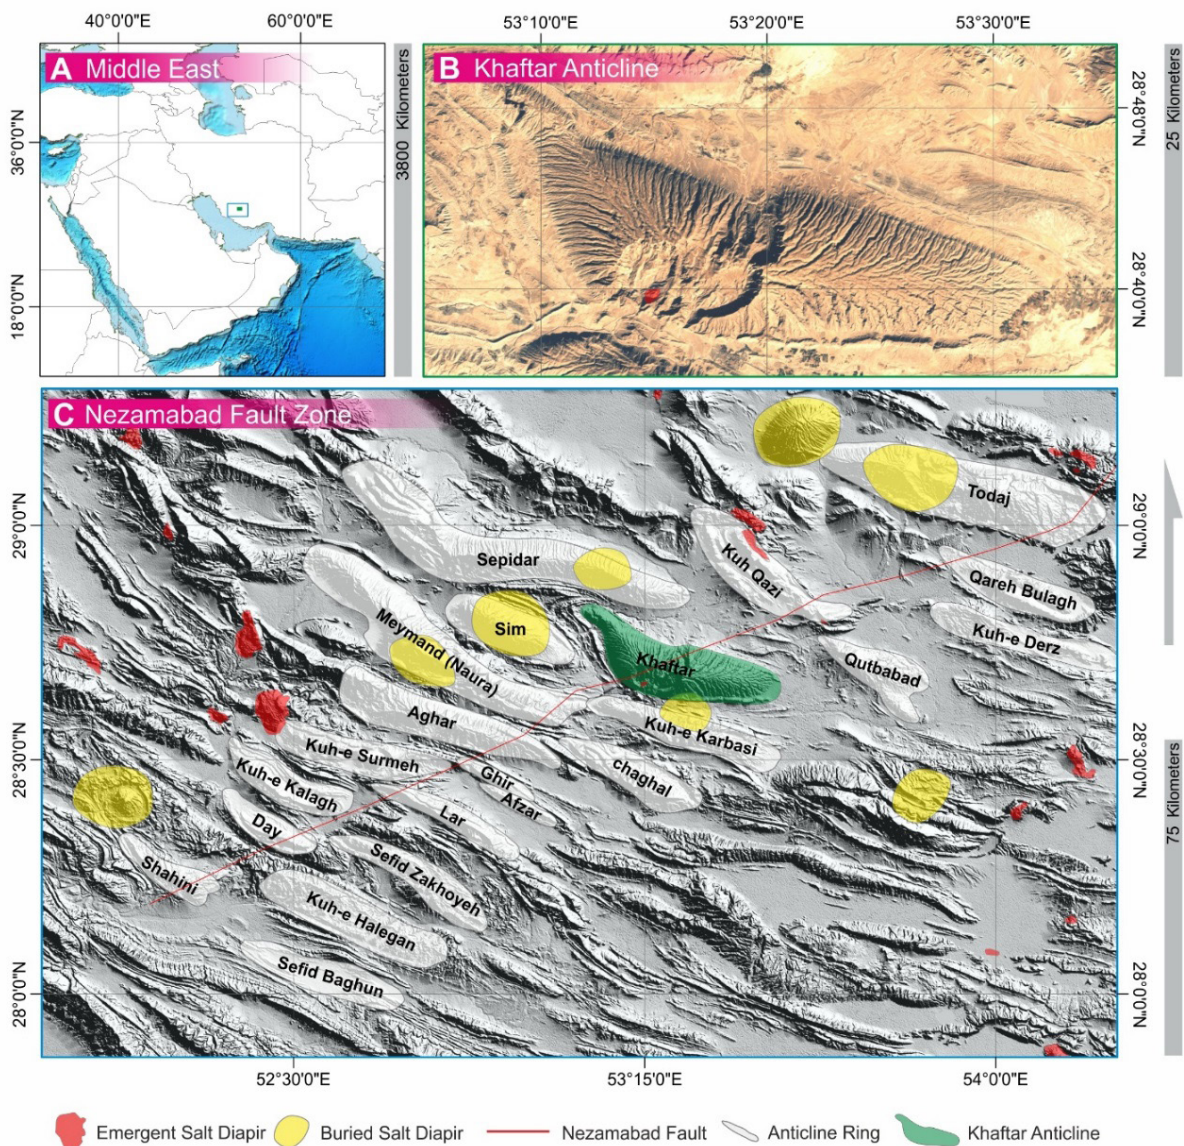 40°0'0"E
60°0'0"E
53°10'0"E
53°20'0"E
53°30'0"E
A Middle East
B Khaftar Anticline
36°0'0"N
18°0'0"N
3800 Kilometers
28°48'0"N
28°40'0"N
25 Kilometers
C Nezamabad Fault Zone
Todaj
29°0'0"N
29°0'0"N
Sepidar
Kuh Qazi
Qareh Bulagh
Sim
Kuh-e Derz
Meymand (Naura)
Khaftar
Qutbabad
Aghar
Kuh-e Karbasi
28°30'0"N
28°30'0"N
Kuh-e Surmeh
Ghir
chaghal
Kuh-e Kalagh
Afzar
Lar
Day
75 Kilometers
Sefid Zakhoyeh
Shahini
Kuh-e Halegan
Sefid Baghun
28°0'0"N
28°0'0"N
52°30'0"E
53°15'0"E
54°0'0"E
Emergent Salt Diapir
Buried Salt Diapir
Nezamabad Fault
Anticline Ring
Khaftar Anticline